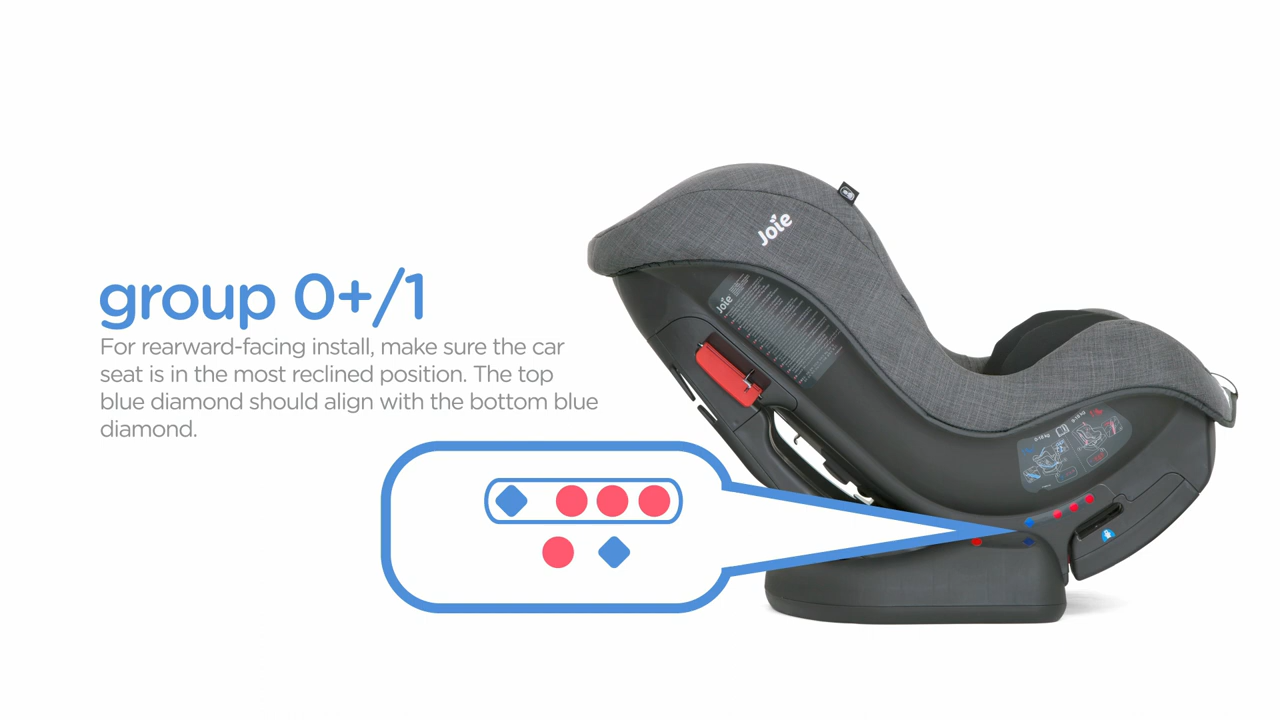 group 0+/1
For rearward-facing install, make sure the car
seat is in the most reclined position. The top
blue diamond should align with the bottom blue
diamond.
Joie
Joie